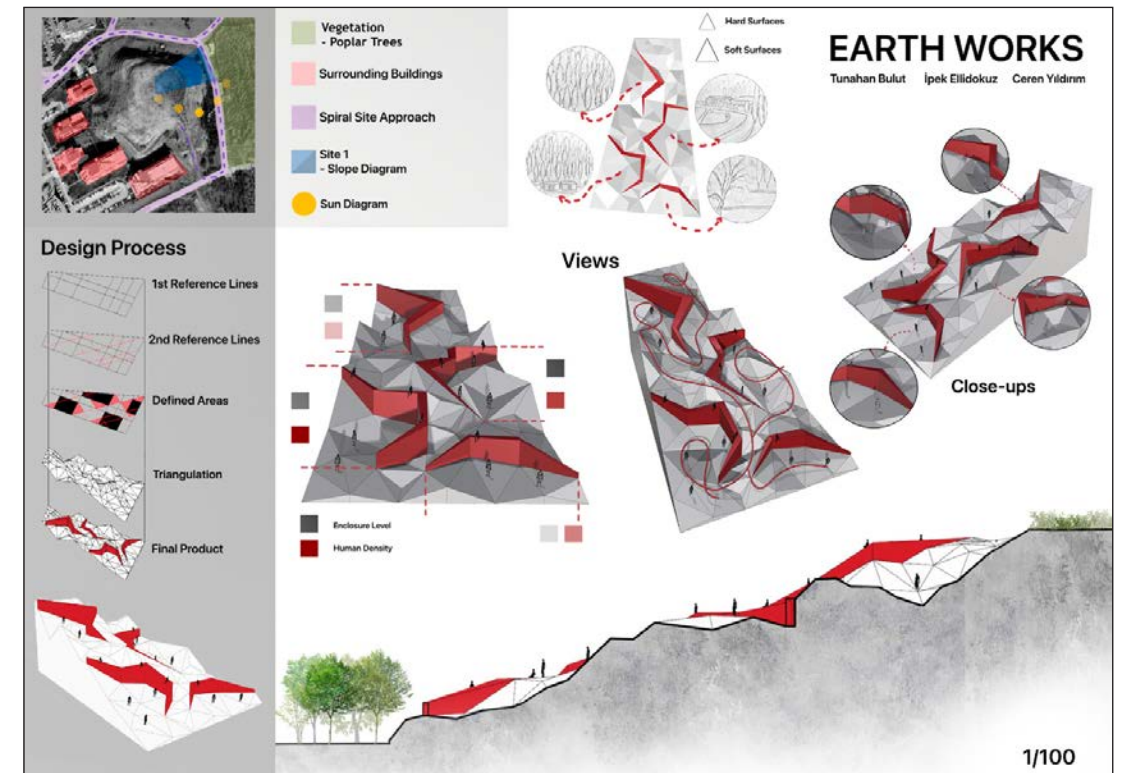 Vegetation
- Poplar Trees
Surrounding Buildings
Spiral Site Approach
Site 1
- Slope Diagram
Sun Diagram
Hard Surfaces
Soft Surfaces
EARTH WORKS
Tunahan Bulut İpek Ellidokuz Ceren Yıldırım
Design Process
1st Reference Lines
2nd Reference Lines
Defined Areas
Triangulation
Final Product
Views
Enclosure Level
Human Density
Close-ups
1/100